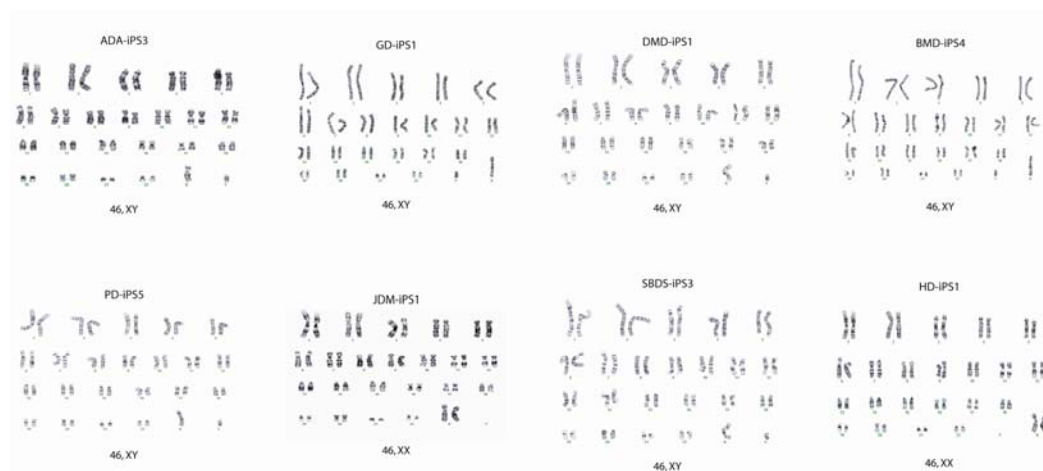 ADA-iPS3
GD-iPS1
DMD-iPS1
BMD-iPS4
46, XY
46, XY
46, XY
46, XY
PD-iPS5
JDM-iPS1
SBDS-iPS3
HD-iPS1
46, XY
46, XX
46, XY
46, XX